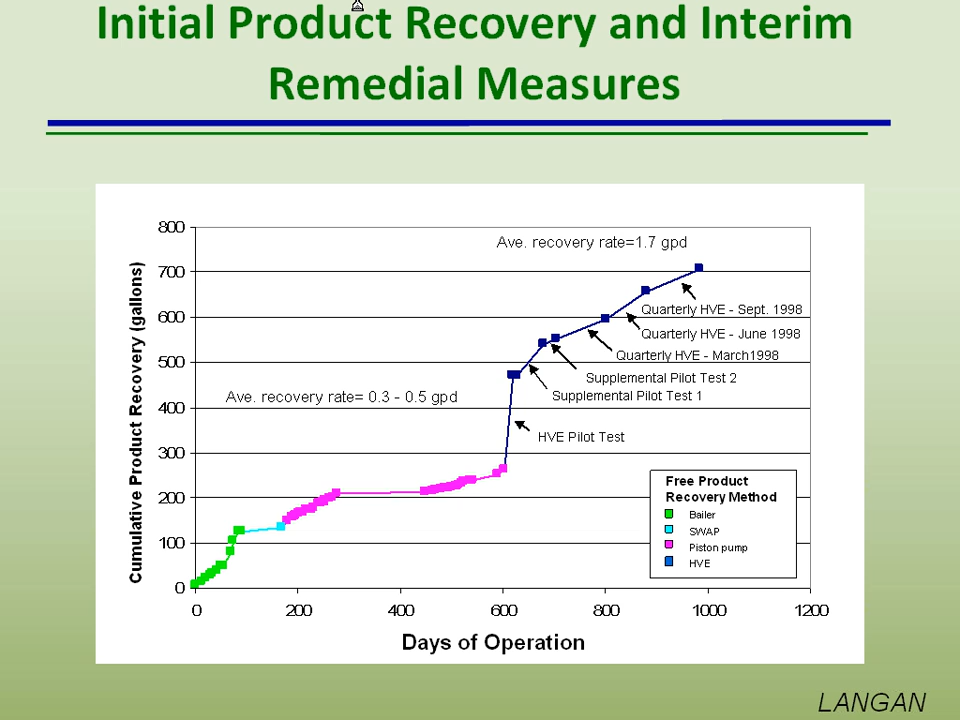 Initial Product Recovery and Interim
Remedial Measures
Cumulative Product Recovery (gallons)
800
700
600
500
400
300
200
100
0
Ave. recovery rate=1.7 gpd
Quarterly HVE - Sept. 1998
Quarterly HVE - June 1998
Quarterly HVE - March1998
Supplemental Pilot Test 2
Ave. recovery rate= 0.3 - 0.5 gpd
Supplemental Pilot Test 1
HVE Pilot Test
Free Product
Recovery Method
Bailer
SWAP
Piston pump
HVE
0 200 400 600 800 1000 1200
Days of Operation
LANGAN